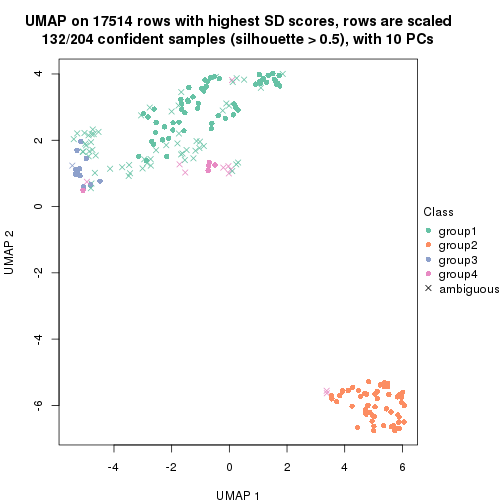 UMAP on 17514 rows with highest SD scores, rows are scaled
132/204 confident samples (silhouette > 0.5), with 10 PCs
4
2
0
-2
-4
-6
UMAP 2
-4
-2
0
2
4
6
UMAP 1
Class
group1
group2
group3
group4
ambiguous